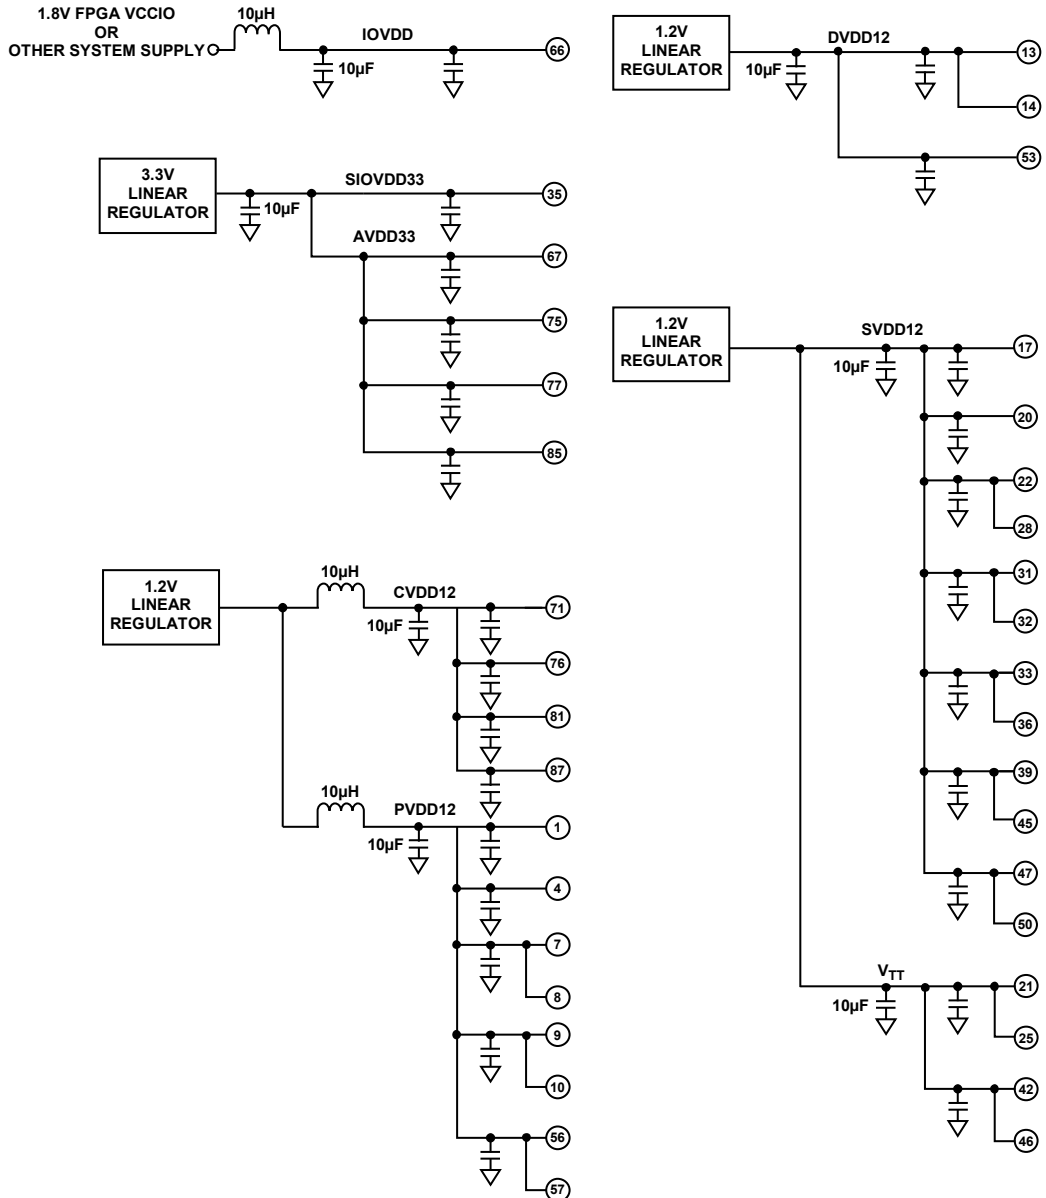 1.8V FPGA VCCIO
OR
OTHER SYSTEM SUPPLY
10µH
IOVDD
10µF
66
3.3V
LINEAR
REGULATOR
10µF
SIOVDD33
35
AVDD33
67
75
77
85
1.2V
LINEAR
REGULATOR
10µH
CVDD12
10µF
71
76
81
87
10µH
PVDD12
10µF
1
4
7
8
9
10
56
57
1.2V
LINEAR
REGULATOR
10µF
DVDD12
13
14
53
1.2V
LINEAR
REGULATOR
SVDD12
10µF
17
20
22
28
31
32
33
36
39
45
47
50
VTT
10µF
21
25
42
46